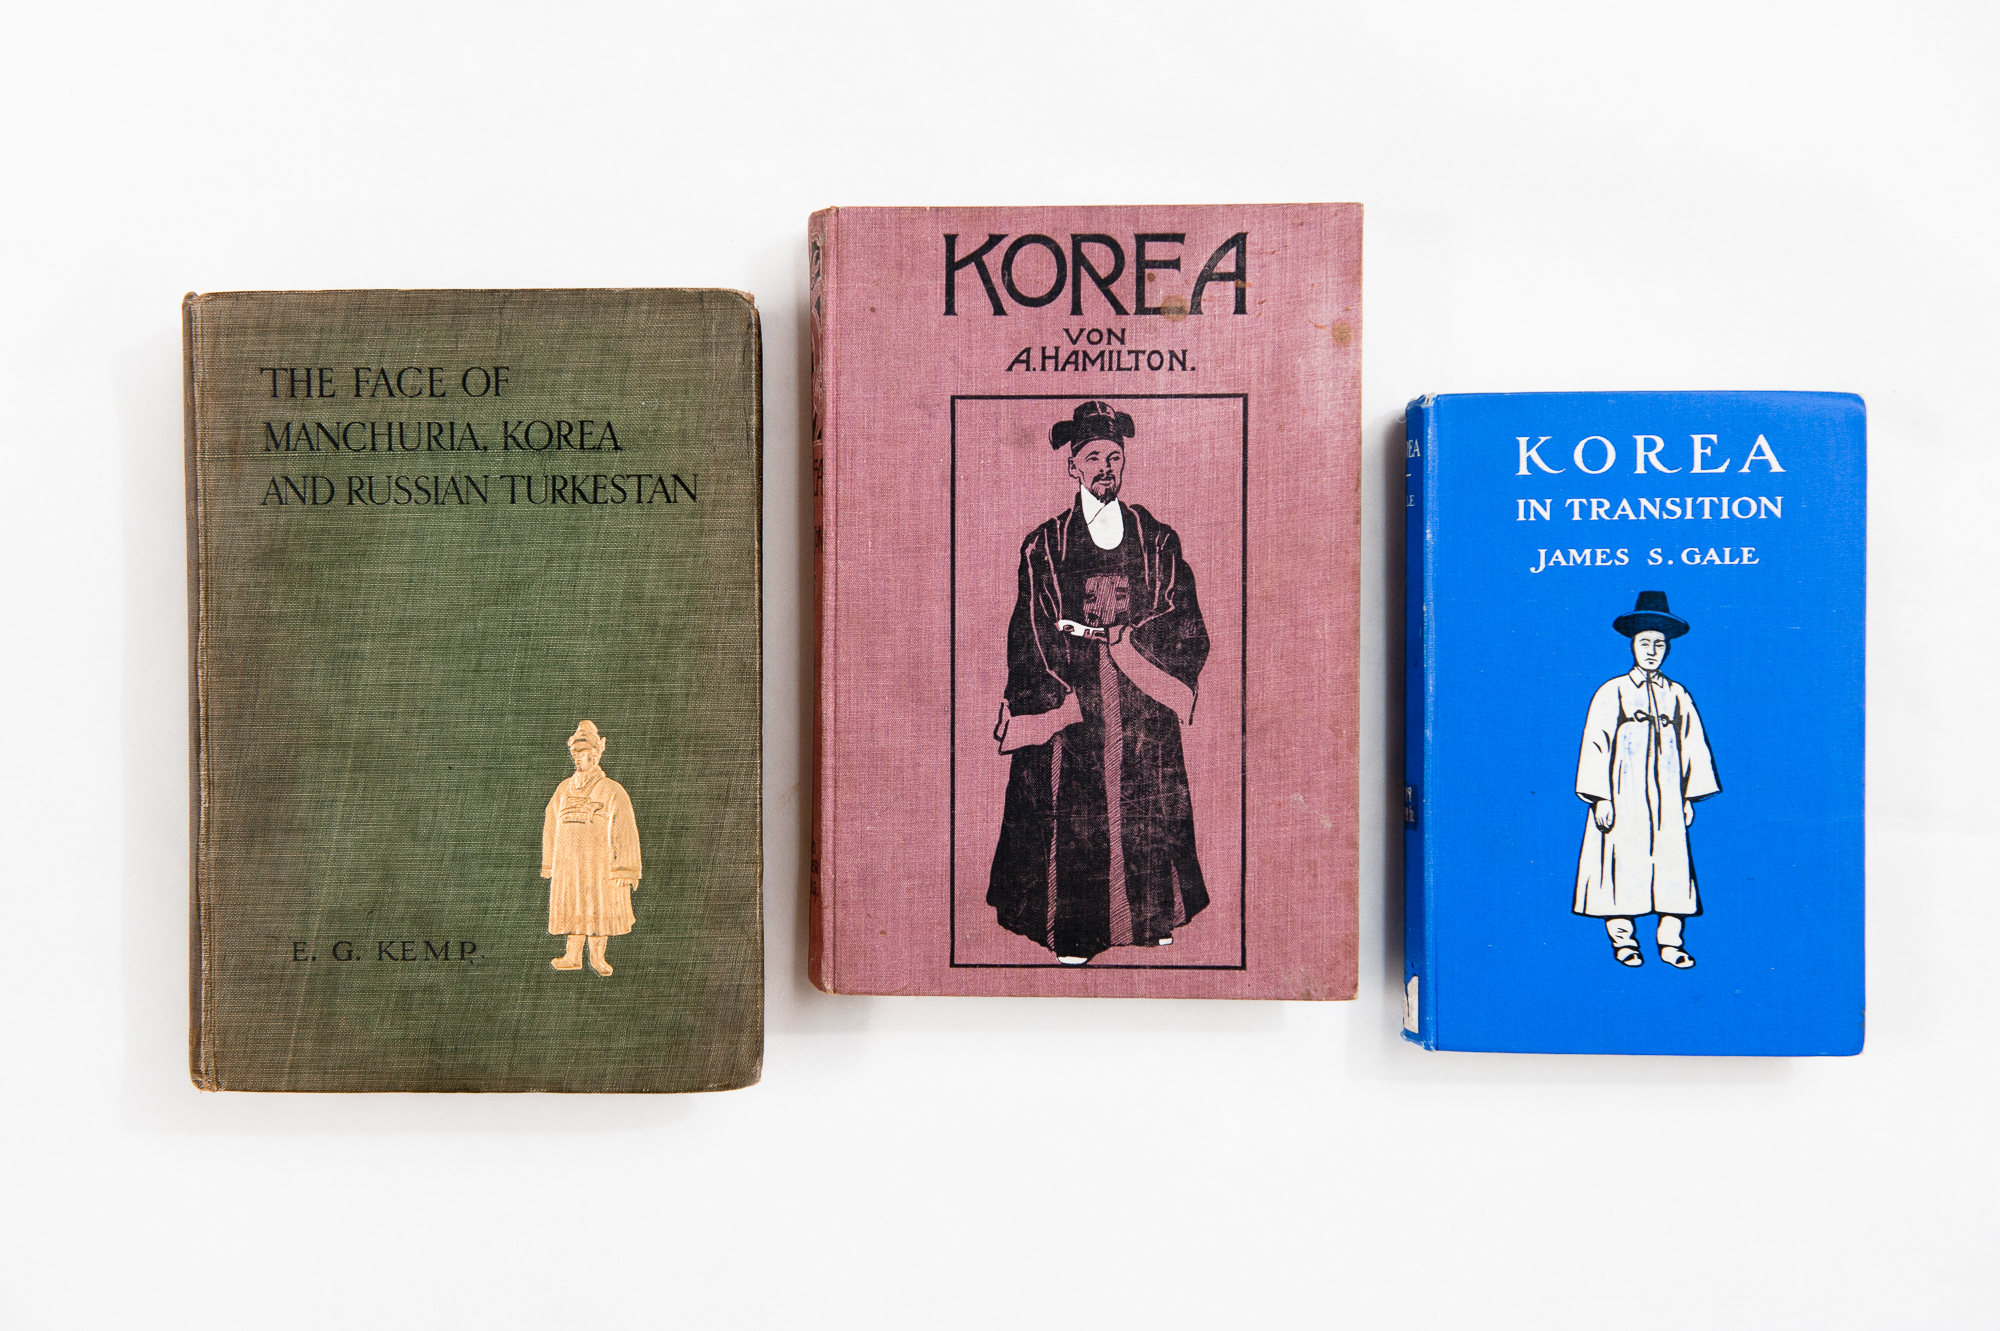 THE FACE OF
MANCHURIA, KOREA
AND RUSSIAN TURKESTAN
E. G. KEMP.
KOREA
VON
A. HAMILTON.
KOREA
IN TRANSITION
JAMES S. GALE